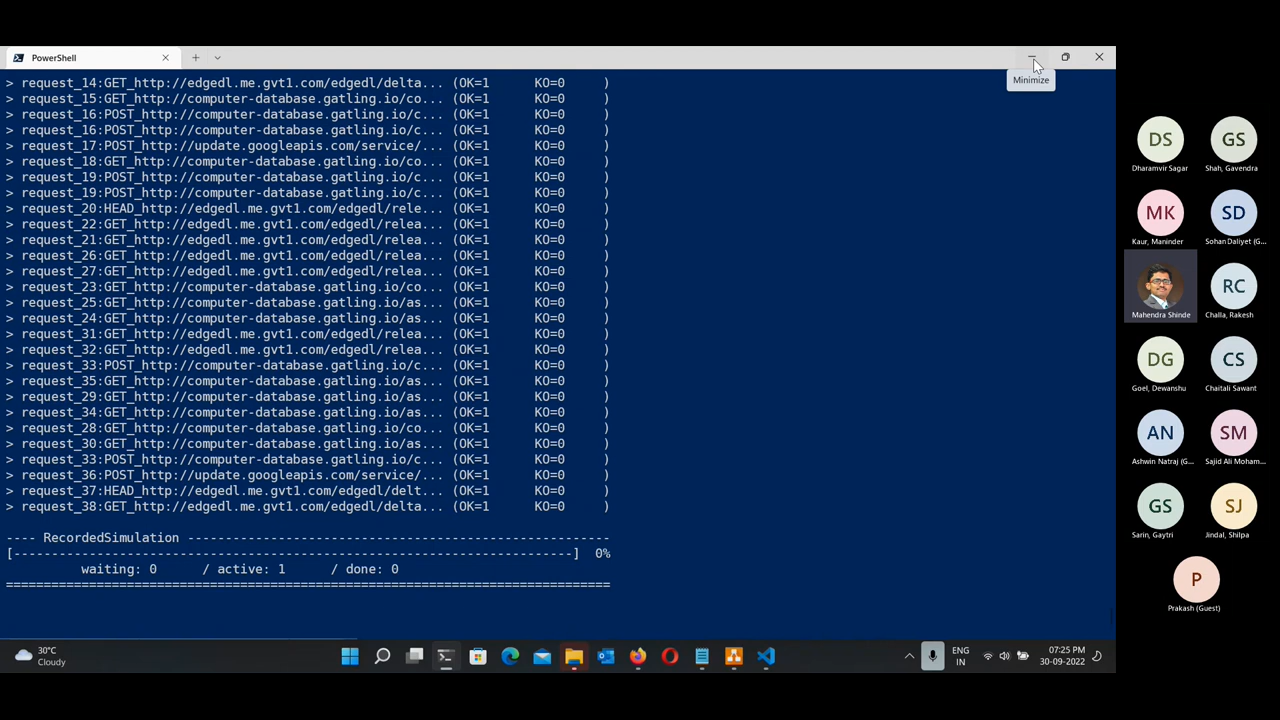 PowerShell
Minimize
> request_14:GET_http://edgedl.me.gvt1.com/edgedl/delta... (OK=1 KO=0 )
> request_15:GET_http://computer-database.gatling.io/co... (OK=1 KO=0 )
> request_16:POST_http://computer-database.gatling.io/c... (OK=1 KO=0 )
> request_16:POST_http://computer-database.gatling.io/c... (OK=1 KO=0 )
> request_17:POST_http://update.googleapis.com/service/... (OK=1 KO=0 )
> request_18:GET_http://computer-database.gatling.io/co... (OK=1 KO=0 )
> request_19:POST_http://computer-database.gatling.io/c... (OK=1 KO=0 )
> request_19:POST_http://computer-database.gatling.io/c... (OK=1 KO=0 )
> request_20:HEAD_http://edgedl.me.gvt1.com/edgedl/rele... (OK=1 KO=0 )
> request_22:GET_http://edgedl.me.gvt1.com/edgedl/relea... (OK=1 KO=0 )
> request_21:GET_http://edgedl.me.gvt1.com/edgedl/relea... (OK=1 KO=0 )
> request_26:GET_http://edgedl.me.gvt1.com/edgedl/relea... (OK=1 KO=0 )
> request_27:GET_http://edgedl.me.gvt1.com/edgedl/relea... (OK=1 KO=0 )
> request_23:GET_http://computer-database.gatling.io/co... (OK=1 KO=0 )
> request_25:GET_http://computer-database.gatling.io/as... (OK=1 KO=0 )
> request_24:GET_http://computer-database.gatling.io/as... (OK=1 KO=0 )
> request_31:GET_http://edgedl.me.gvt1.com/edgedl/relea... (OK=1 KO=0 )
> request_32:GET_http://edgedl.me.gvt1.com/edgedl/relea... (OK=1 KO=0 )
> request_33:POST_http://computer-database.gatling.io/c... (OK=1 KO=0 )
> request_35:GET_http://computer-database.gatling.io/as... (OK=1 KO=0 )
> request_29:GET_http://computer-database.gatling.io/as... (OK=1 KO=0 )
> request_34:GET_http://computer-database.gatling.io/as... (OK=1 KO=0 )
> request_28:GET_http://computer-database.gatling.io/co... (OK=1 KO=0 )
> request_30:GET_http://computer-database.gatling.io/as... (OK=1 KO=0 )
> request_33:POST_http://computer-database.gatling.io/c... (OK=1 KO=0 )
> request_36:POST_http://update.googleapis.com/service/... (OK=1 KO=0 )
> request_37:HEAD_http://edgedl.me.gvt1.com/edgedl/delt... (OK=1 KO=0 )
> request_38:GET_http://edgedl.me.gvt1.com/edgedl/delta... (OK=1 KO=0 )
---- RecordedSimulation --------------------------------------------------------
[--------------------------------------------------------------------------] 0%
waiting: 0 / active: 1 / done: 0
================================================================================
30°C
Cloudy
ENG
IN
07:25 PM
30-09-2022
DS
Dharamvir Sagar
GS
Shah, Gavendra
MK
Kaur, Maninder
SD
Sohan Daliyet (G...
Mahendra Shinde
RC
Challa, Rakesh
DG
Goel, Dewanshu
CS
Chaitali Sawant
AN
Ashwin Natraj (G...
SM
Sajid Ali Moham...
GS
Sarin, Gaytri
SJ
Jindal, Shilpa
P
Prakash (Guest)